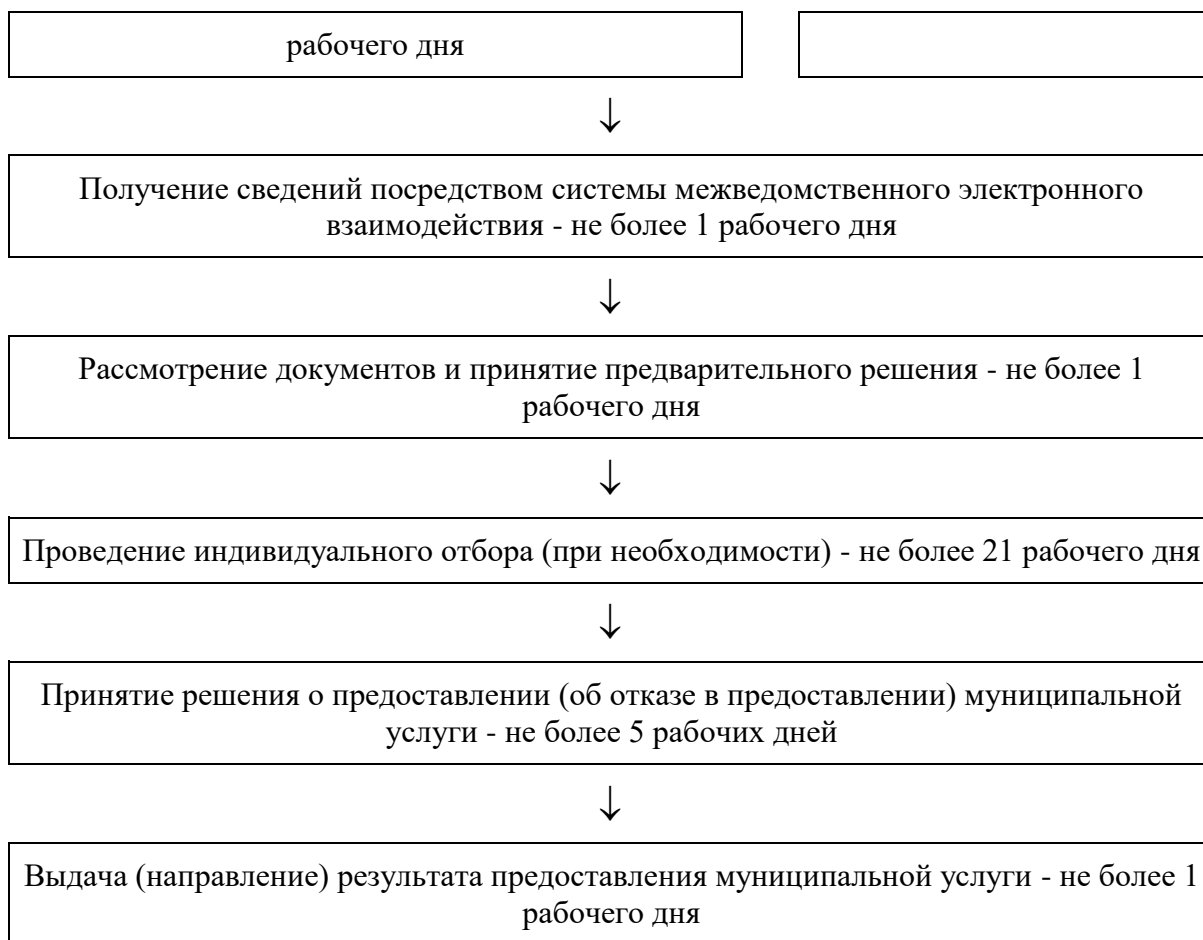 рабочего дня
↓
Получение сведений посредством системы межведомственного электронного
взаимодействия - не более 1 рабочего дня
↓
Рассмотрение документов и принятие предварительного решения - не более 1
рабочего дня
↓
Проведение индивидуального отбора (при необходимости) - не более 21 рабочего дня
↓
Принятие решения о предоставлении (об отказе в предоставлении) муниципальной
услуги - не более 5 рабочих дней
↓
Выдача (направление) результата предоставления муниципальной услуги - не более 1
рабочего дня